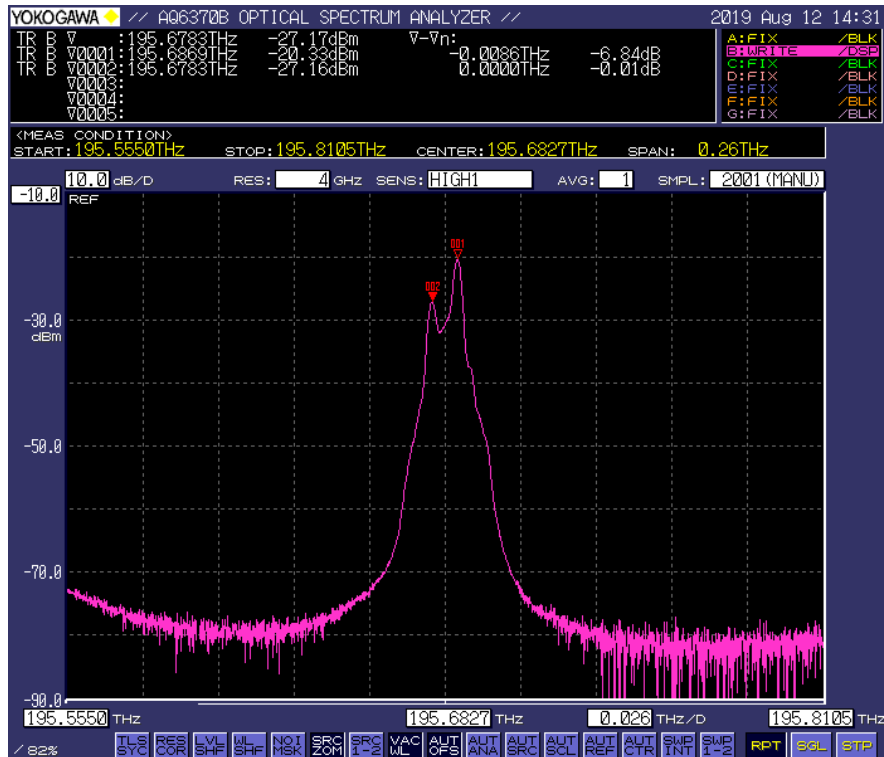 YOKOGAWA // AQ6370B OPTICAL SPECTRUM ANALYZER // 2019 Aug 12 14:31
TR B ∇ :195.6783THz -27.17dBm ∇-∇n:
TR B ∇0001:195.6869THz -20.33dBm -0.0086THz -6.84dB
TR B ∇0002:195.6783THz -27.16dBm 0.0000THz -0.01dB
∇0003:
∇0004:
∇0005:
A:FIX /BLK
B:WRITE /DSP
C:FIX /BLK
D:FIX /BLK
E:FIX /BLK
F:FIX /BLK
G:FIX /BLK
<MEAS CONDITION>
START:195.5550THz STOP:195.8105THz CENTER:195.6827THz SPAN: 0.26THz
10.0 dB/D RES: 4 GHz SENS: HIGH1 AVG: 1 SMPL: 2001(MANU)
-10.0 REF
001
002
-30.0
dBm
-50.0
-70.0
-90.0
195.5550 THz 195.6827 THz 0.026 THz/D 195.8105 THz
/ 82% TLS SYC RES COR LVL SHF WL SHF NOI MSK SRC ZOM SRC 1-2 VAC WL AUT OFS AUT ANA AUT SRC AUT SCL AUT REF AUT CTR SWP INT SWP 1-2 RPT SGL STP